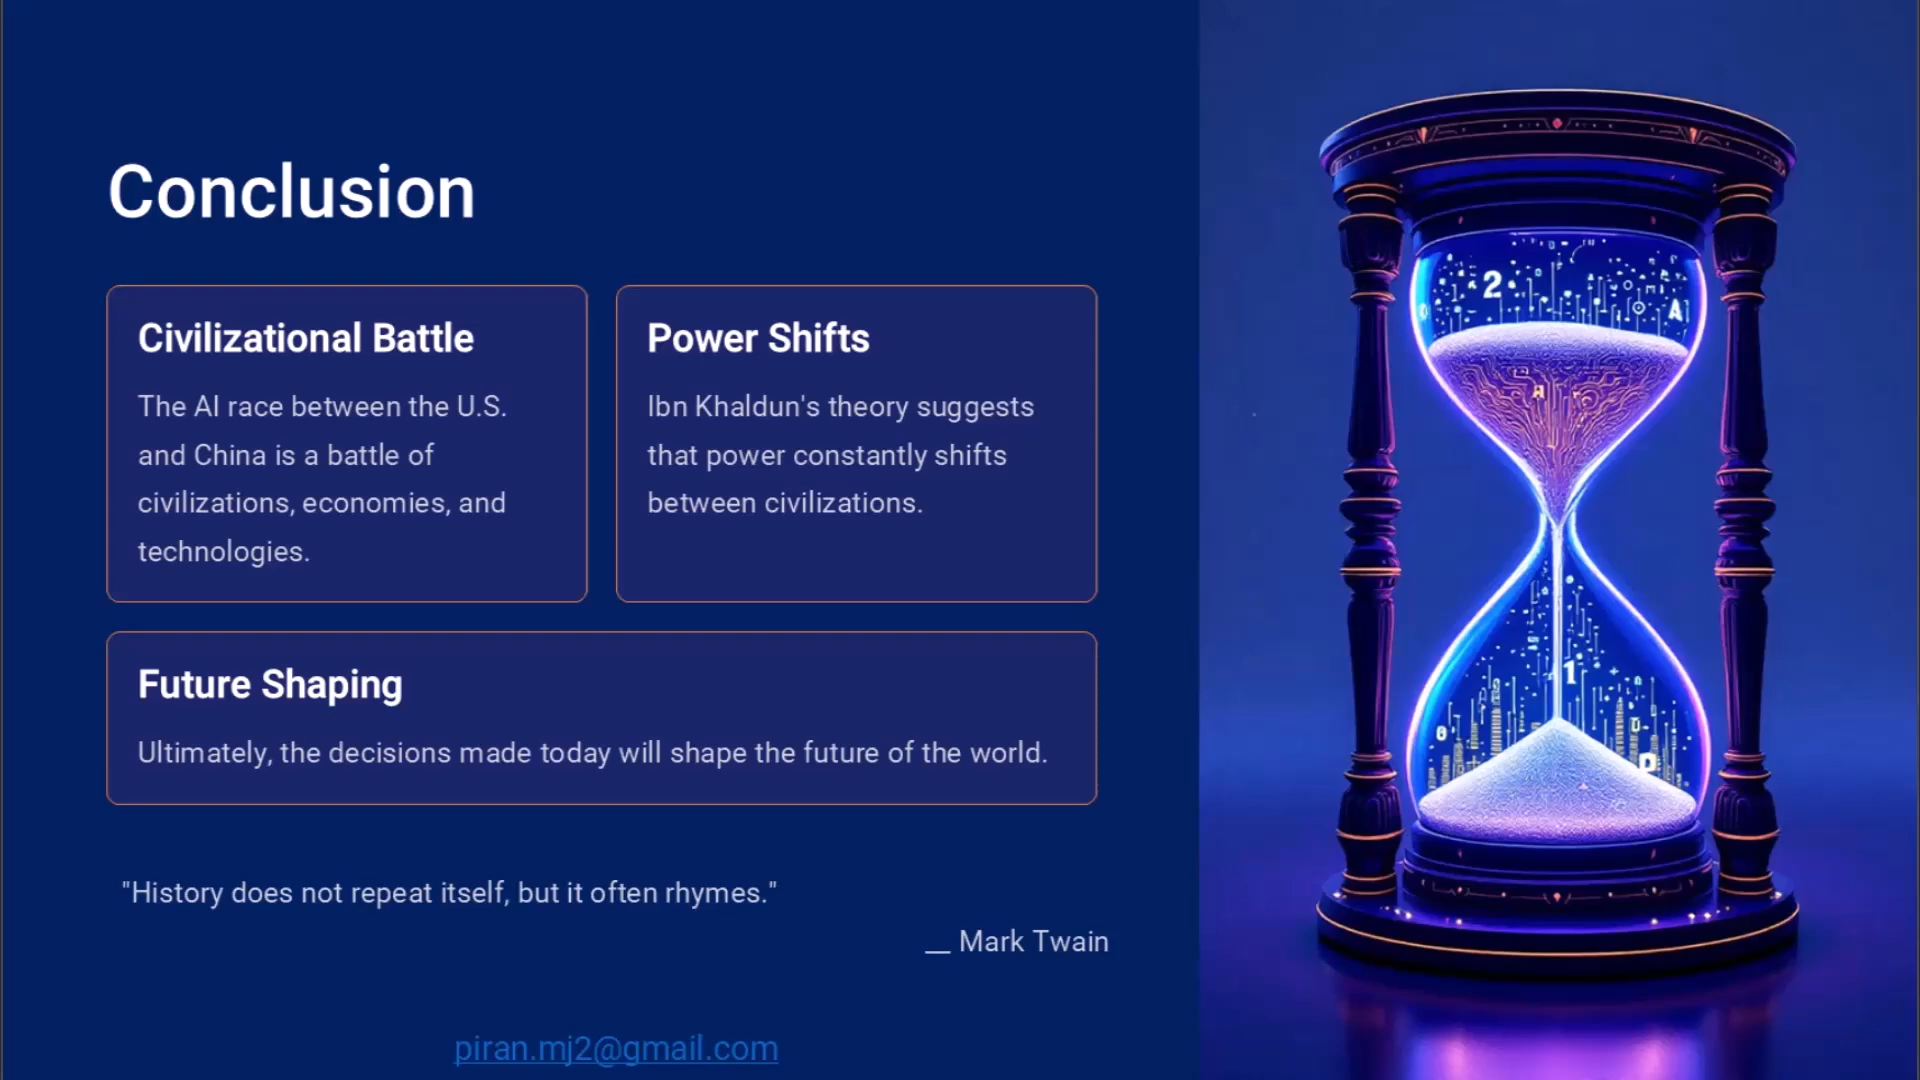 Conclusion
Civilizational Battle
The AI race between the U.S.
and China is a battle of
civilizations, economies, and
technologies.
Power Shifts
Ibn Khaldun's theory suggests
that power constantly shifts
between civilizations.
Future Shaping
Ultimately, the decisions made today will shape the future of the world.
"History does not repeat itself, but it often rhymes."
__ Mark Twain
piran.mj2@gmail.com
2
A
1